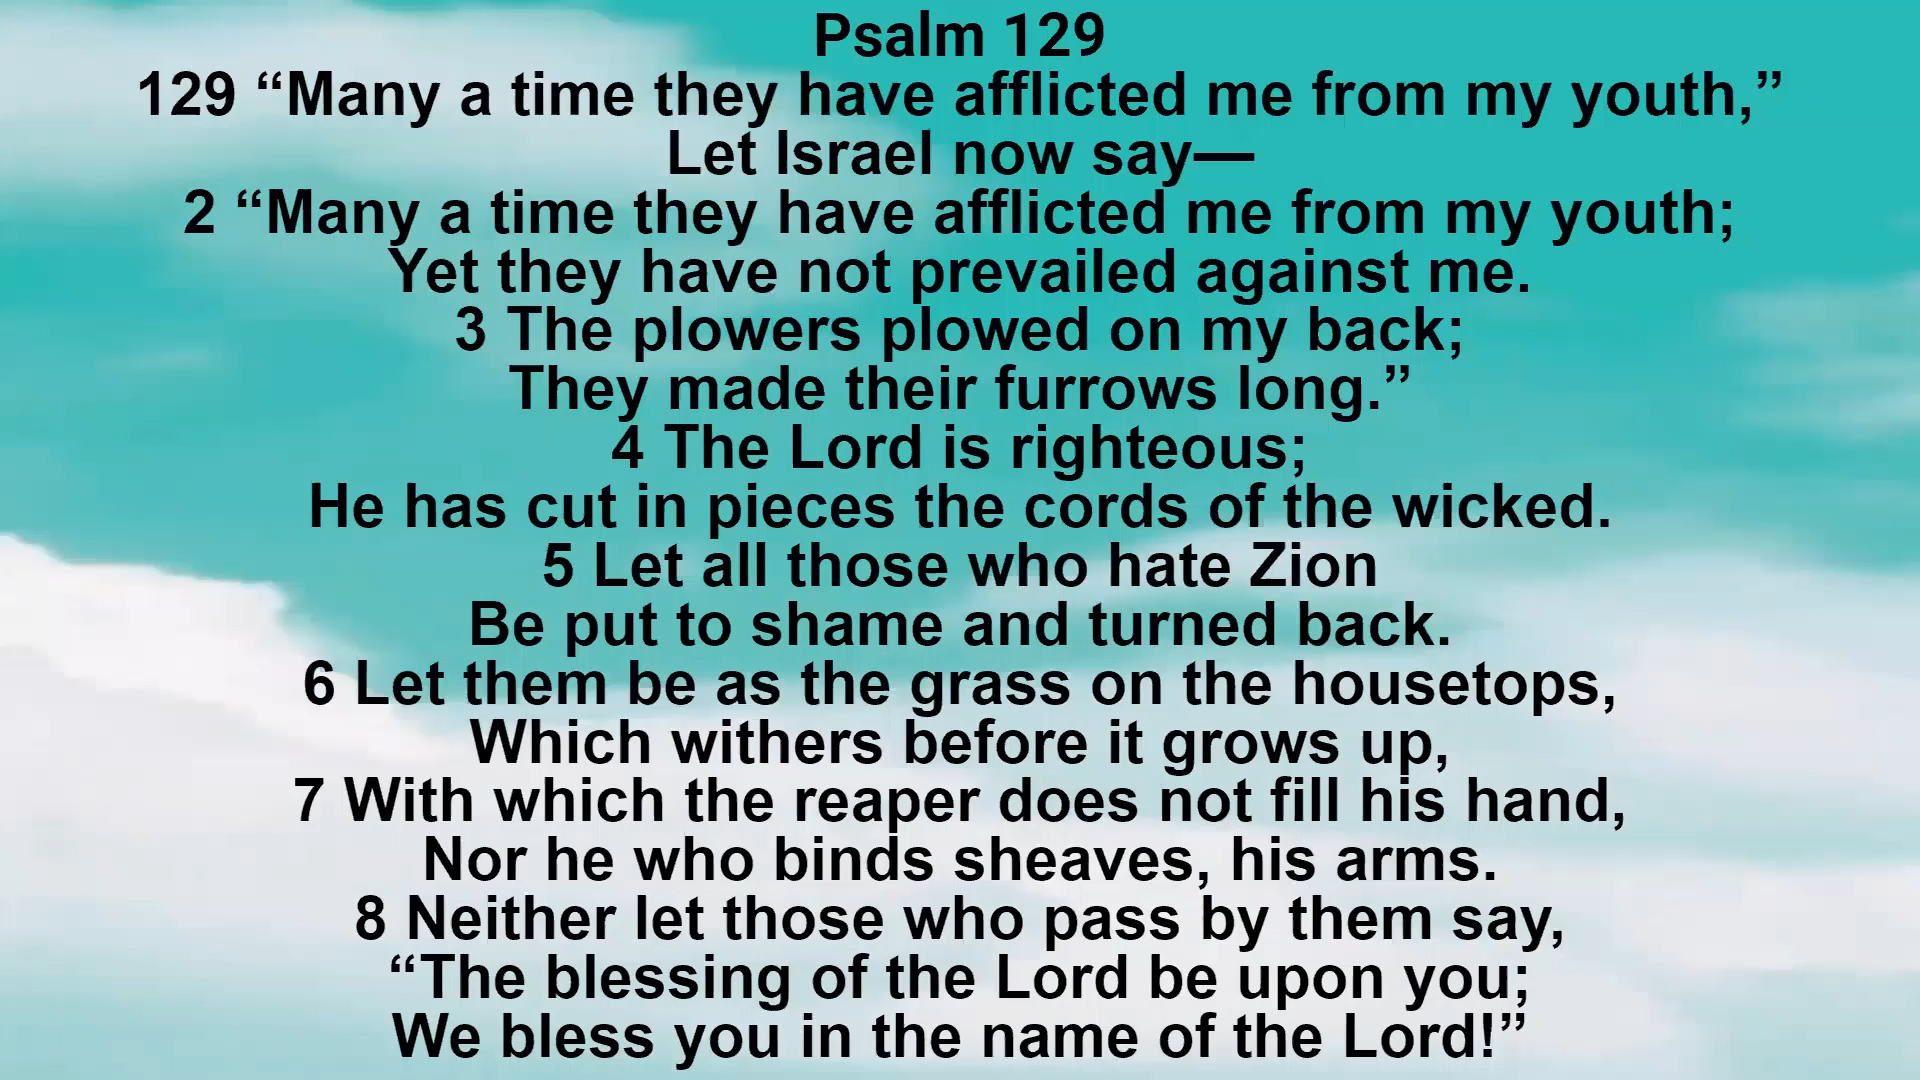 Psalm 129
129 “Many a time they have afflicted me from my youth,”
Let Israel now say—
2 “Many a time they have afflicted me from my youth;
Yet they have not prevailed against me.
3 The plowers plowed on my back;
They made their furrows long.”
4 The Lord is righteous;
He has cut in pieces the cords of the wicked.
5 Let all those who hate Zion
Be put to shame and turned back.
6 Let them be as the grass on the housetops,
Which withers before it grows up,
7 With which the reaper does not fill his hand,
Nor he who binds sheaves, his arms.
8 Neither let those who pass by them say,
“The blessing of the Lord be upon you;
We bless you in the name of the Lord!”